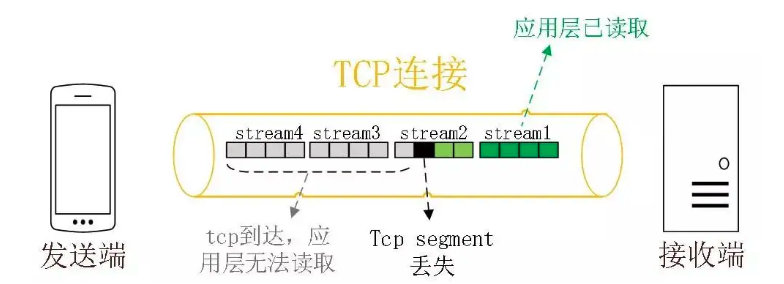 应用层已读取
TCP连接
stream4 stream3 stream2 stream1
发送端
tcp到达，应
用层无法读取
Tcp segment
丢失
接收端